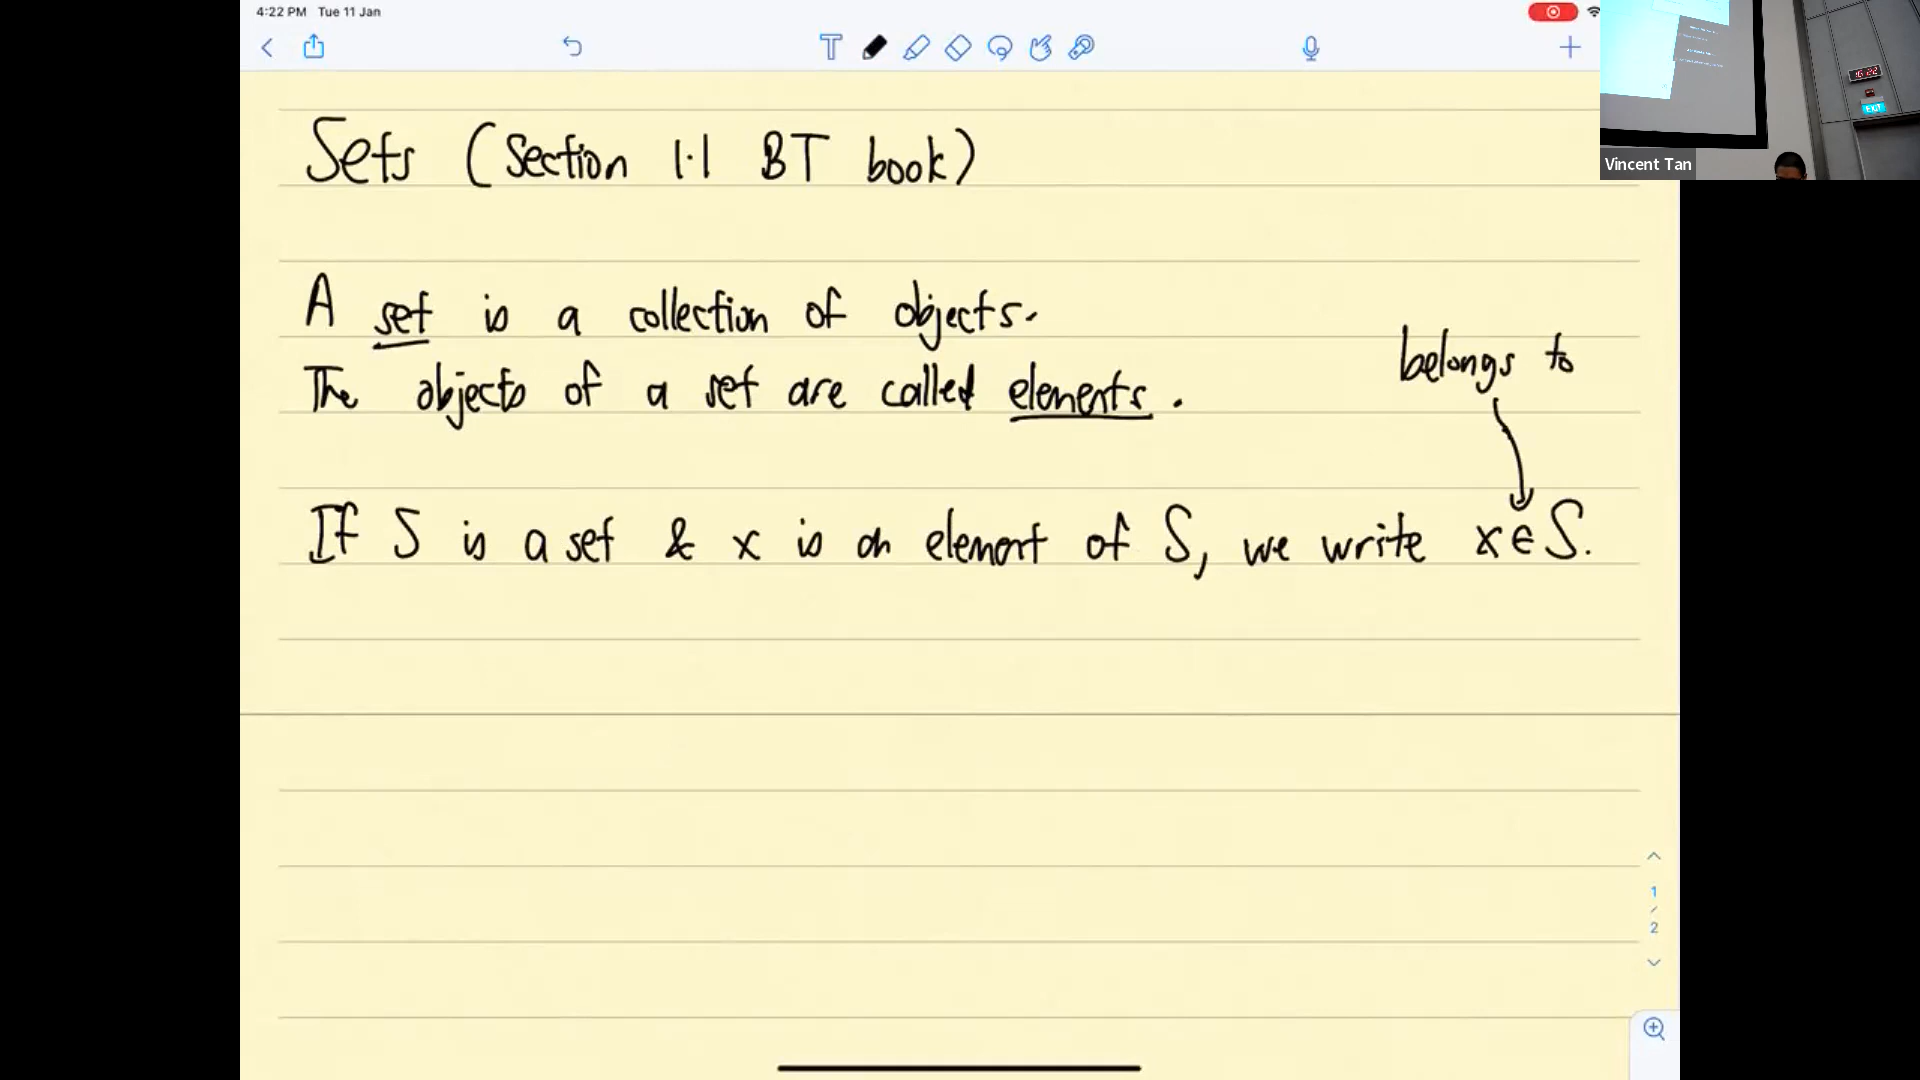 4:22 PM Tue 11 Jan
Sets (Section 1.1 BT book)
A set is a collection of objects.
The objects of a set are called elements.
belongs to
If S is a set & x is an element of S, we write x ∈ S.
Vincent Tan
EXIT
1
/
2